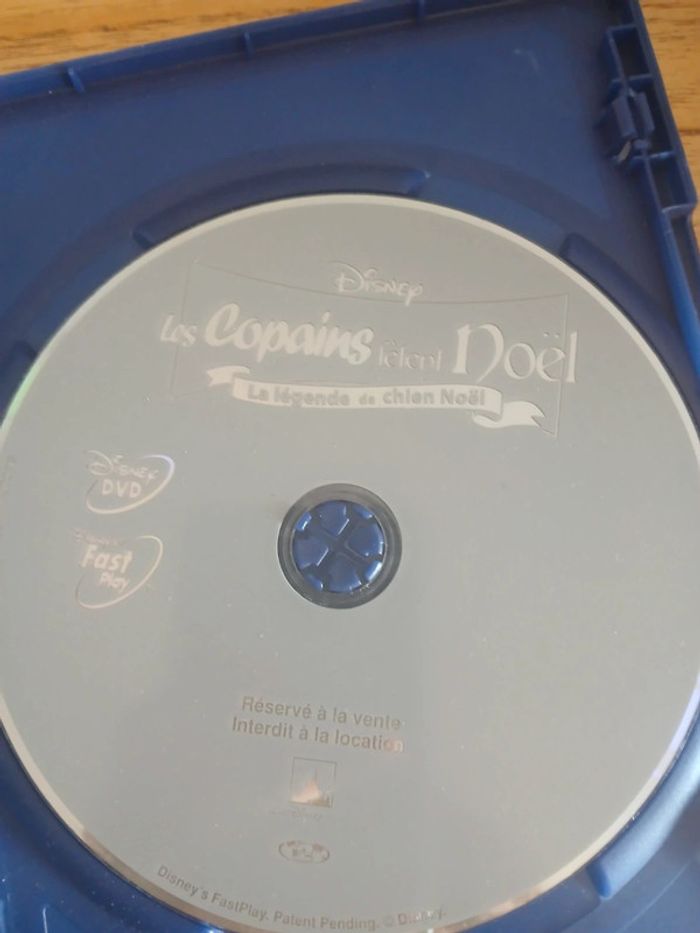 Disney
Les Copains fêtent Noël
La légende de chien Noël
Disney
DVD
Fast
Play
Réservé à la vente
Interdit à la location
Disney's FastPlay. Patent Pending. © Disney.